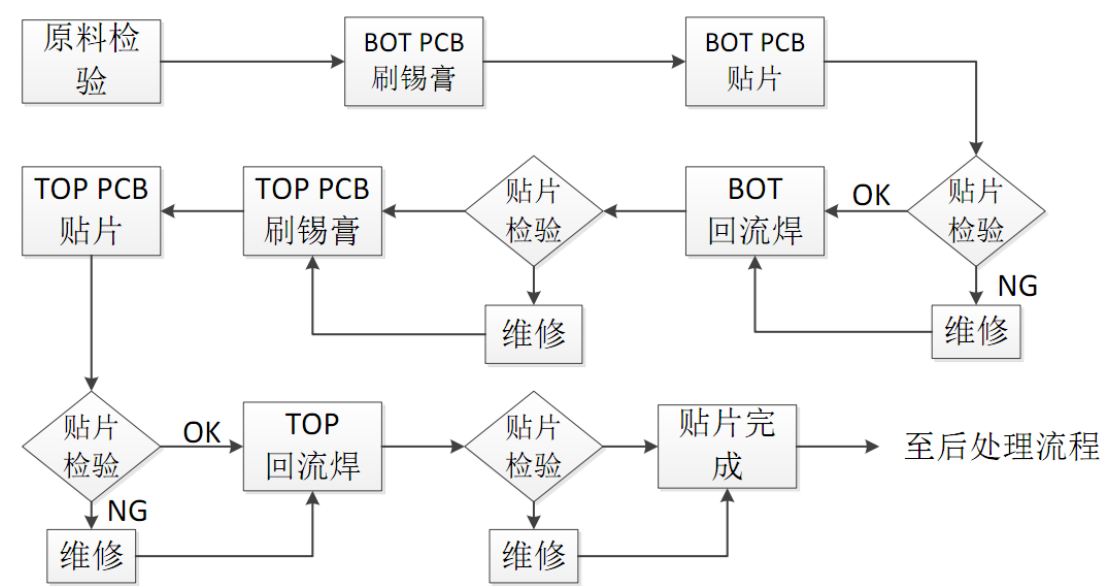 原料检
验
BOT PCB
刷锡膏
BOT PCB
贴片
贴片
检验
OK
NG
维修
BOT
回流焊
贴片
检验
维修
TOP PCB
刷锡膏
TOP PCB
贴片
贴片
检验
OK
NG
维修
TOP
回流焊
贴片
检验
维修
贴片完
成
至后处理流程